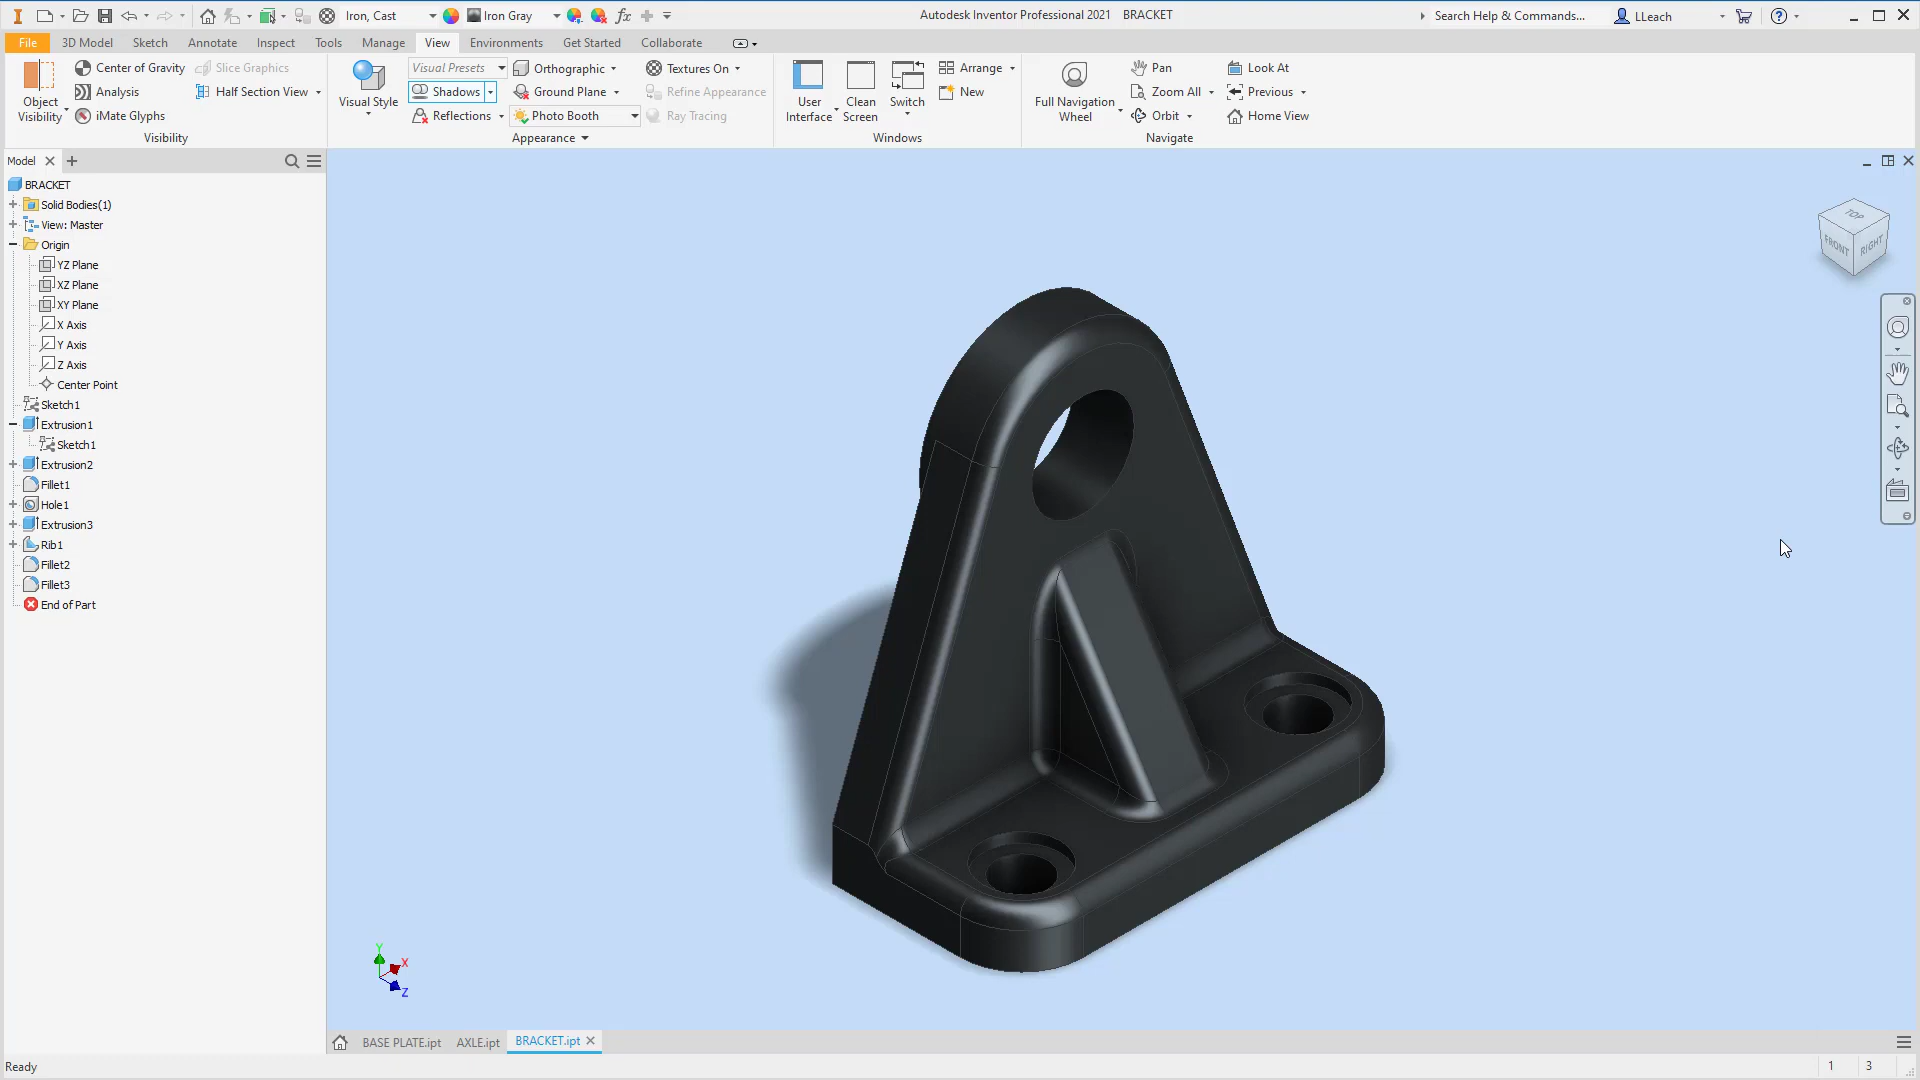 Iron, Cast
Iron Gray
fx
Autodesk Inventor Professional 2021 BRACKET
Search Help & Commands...
LLeach
File
3D Model
Sketch
Annotate
Inspect
Tools
Manage
View
Environments
Get Started
Collaborate
Object
Visibility
Center of Gravity
Analysis
iMate Glyphs
Slice Graphics
Half Section View
Visibility
Visual Style
Visual Presets
Shadows
Reflections
Orthographic
Ground Plane
Photo Booth
Textures On
Refine Appearance
Ray Tracing
Appearance
User
Interface
Clean
Screen
Switch
Arrange
New
Windows
Full Navigation
Wheel
Pan
Zoom All
Orbit
Look At
Previous
Home View
Navigate
Model
BRACKET
Solid Bodies(1)
View: Master
Origin
YZ Plane
XZ Plane
XY Plane
X Axis
Y Axis
Z Axis
Center Point
Sketch1
Extrusion1
Sketch1
Extrusion2
Fillet1
Hole1
Extrusion3
Rib1
Fillet2
Fillet3
End of Part
TOP
FRONT
RIGHT
Y
X
Z
BASE PLATE.ipt
AXLE.ipt
BRACKET.ipt
Ready
1
3